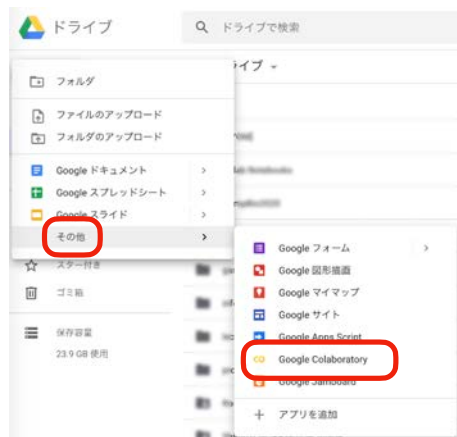 ドライブ
ドライブで検索
イブ
フォルダ
ファイルのアップロード
フォルダのアップロード
Google ドキュメント
Google スプレッドシート
Google スライド
その他
スター付き
ゴミ箱
保存容量
23.9 GB 使用
Google フォーム
Google 図形描画
Google マイマップ
Google サイト
Google Apps Script
Google Colaboratory
Google Jamboard
アプリを追加